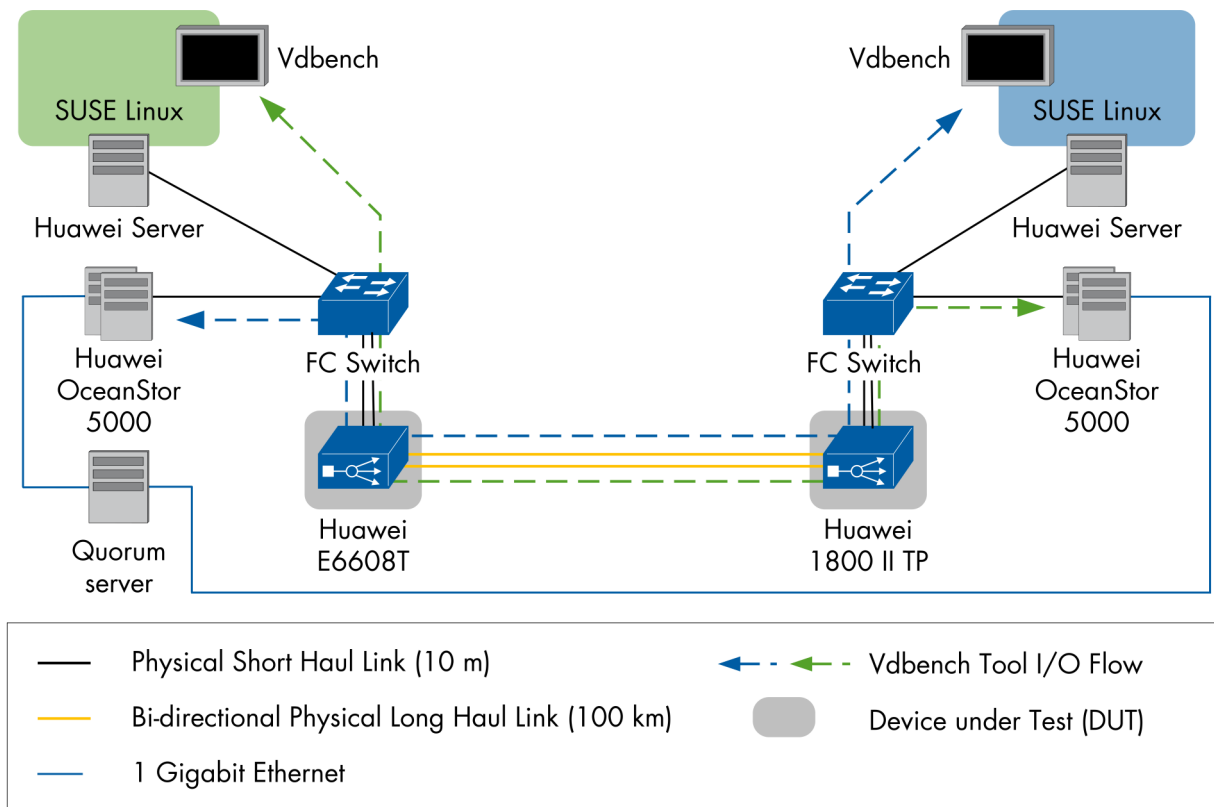 Vdbench
SUSE Linux
Huawei Server
Huawei
OceanStor
5000
Quorum
server
FC Switch
Huawei
E6608T
Vdbench
SUSE Linux
Huawei Server
FC Switch
Huawei
OceanStor
5000
Huawei
1800 II TP
Physical Short Haul Link (10 m)
Bi-directional Physical Long Haul Link (100 km)
1 Gigabit Ethernet
Vdbench Tool I/O Flow
Device under Test (DUT)